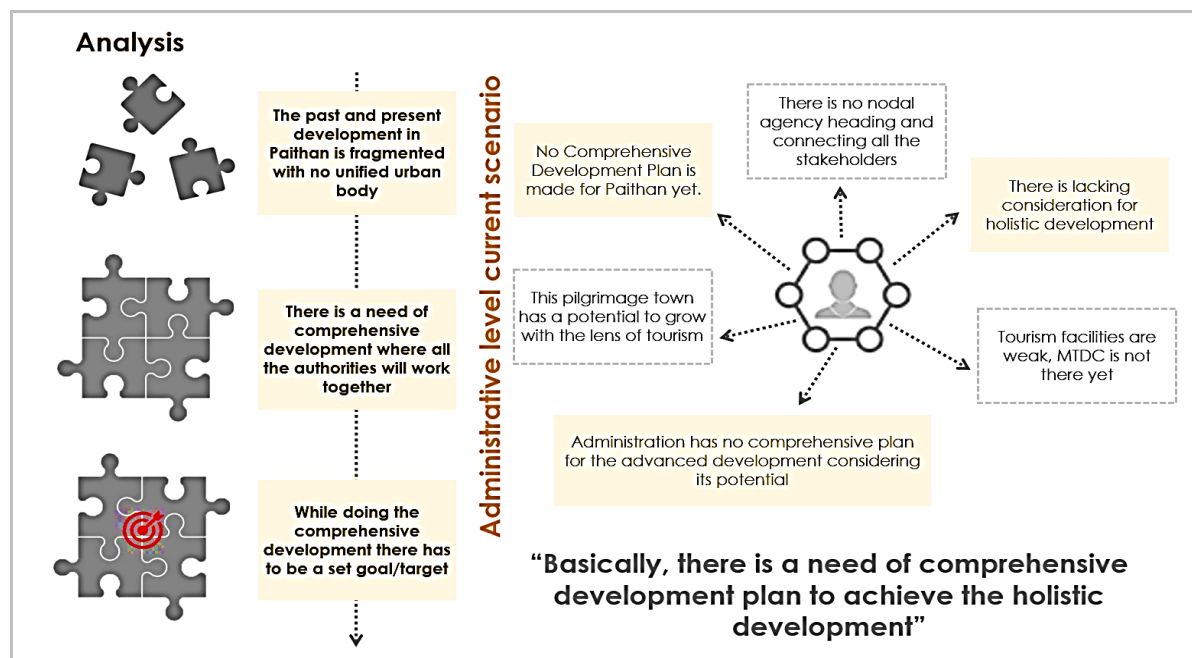 Analysis
The past and present
development in
Paithan is fragmented
with no unified urban
body
There is a need of
comprehensive
development where all
the authorities will work
together
While doing the
comprehensive
development there has
to be a set goal/target
Administrative level current scenario
There is no nodal
agency heading and
connecting all the
stakeholders
No Comprehensive
Development Plan is
made for Paithan yet.
There is lacking
consideration for
holistic development
This pilgrimage town
has a potential to grow
with the lens of tourism
Tourism facilities are
weak, MTDC is not
there yet
Administration has no comprehensive plan
for the advanced development considering
its potential
“Basically, there is a need of comprehensive
development plan to achieve the holistic
development”